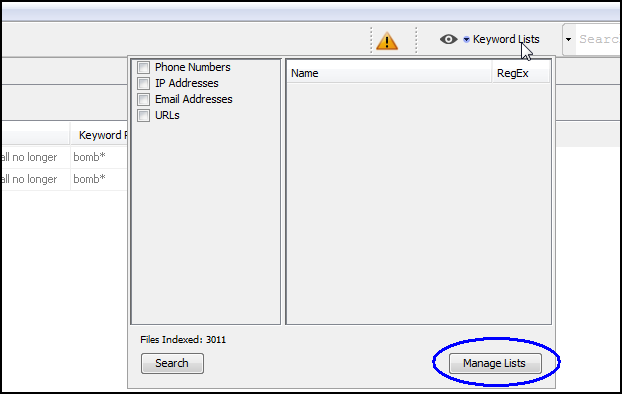 Keyword Lists
Searc
Phone Numbers
IP Addresses
Email Addresses
URLs
Name RegEx
Keyword P
all no longer bomb*
all no longer bomb*
Files Indexed: 3011
Search
Manage Lists